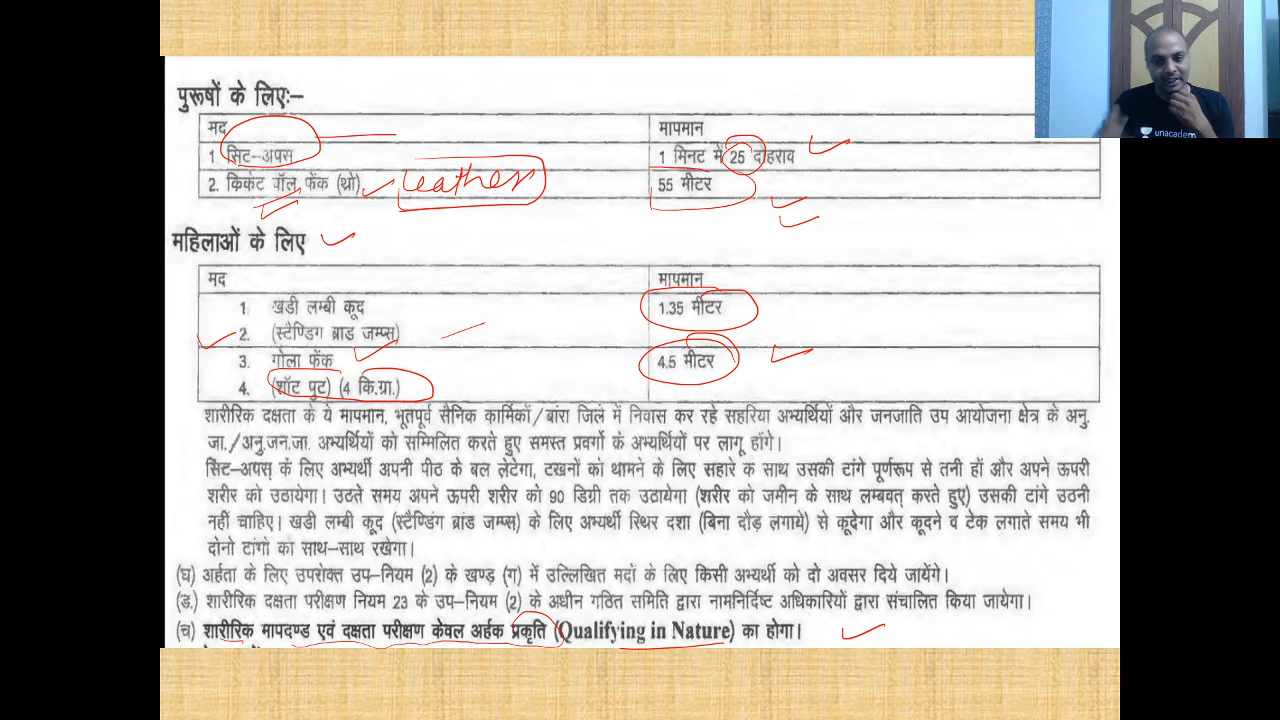 पुरूषों के लिएः–
मद मापमान
1 सिट–अपस 1 मिनट में 25 दोहराव
2. किकेट बॉल फेंक (थो) Leather 55 मीटर
महिलाओं के लिए
मद मापमान
1. खडी लम्बी कूद 1.35 मीटर
2. (स्टैण्डिग ब्राड जम्प्स)
3. गोला फेंक 4.5 मीटर
4. (शॉट पुट) (4 कि.ग्रा.)
शारीरिक दक्षता के ये मापमान, भूतपूर्व सैनिक कार्मिकों/बांरा जिले में निवास कर रहे सहरिया अभ्यर्थियों और जनजाति उप आयोजना क्षेत्र के अनु.
जा./अनु.जन.जा. अभ्यर्थियों को सम्मिलित करते हुए समस्त प्रवर्गो के अभ्यर्थियों पर लागू होंगे।
सिट–अपस् के लिए अभ्यर्थी अपनी पीठ के बल लेटेगा, टखनों को थामने के लिए सहारे क साथ उसकी टांगे पूर्णरूप से तनी हों और अपने ऊपरी
शरीर को उठायेगा। उठते समय अपने ऊपरी शरीर को 90 डिग्री तक उठायेगा (शरीर को जमीन के साथ लम्बवत् करते हुए) उसकी टांगे उठनी
नहीं चाहिए। खडी लम्बी कूद (स्टैण्डिंग ब्रांड जम्प्स) के लिए अभ्यर्थी स्थिर दशा (बिना दौड़ लगाये) से कूदेगा और कूदने व टेक लगाते समय भी
दोनो टांगो का साथ–साथ रखेगा।
(घ) अर्हता के लिए उपरोक्त उप–नियम (2) के खण्ड़ (ग) में उल्लिखित मदों के लिए किसी अभ्यर्थी को दो अवसर दिये जायेंगे।
(ड.) शारीरिक दक्षता परीक्षण नियम 23 के उप–नियम (2) के अधीन गठित समिति द्वारा नामनिर्दिष्ट अधिकारियों द्वारा संचालित किया जायेगा।
(च) शारीरिक मापदण्ड एवं दक्षता परीक्षण केवल अर्हक प्रकृति (Qualifying in Nature) का होगा।
unacademy